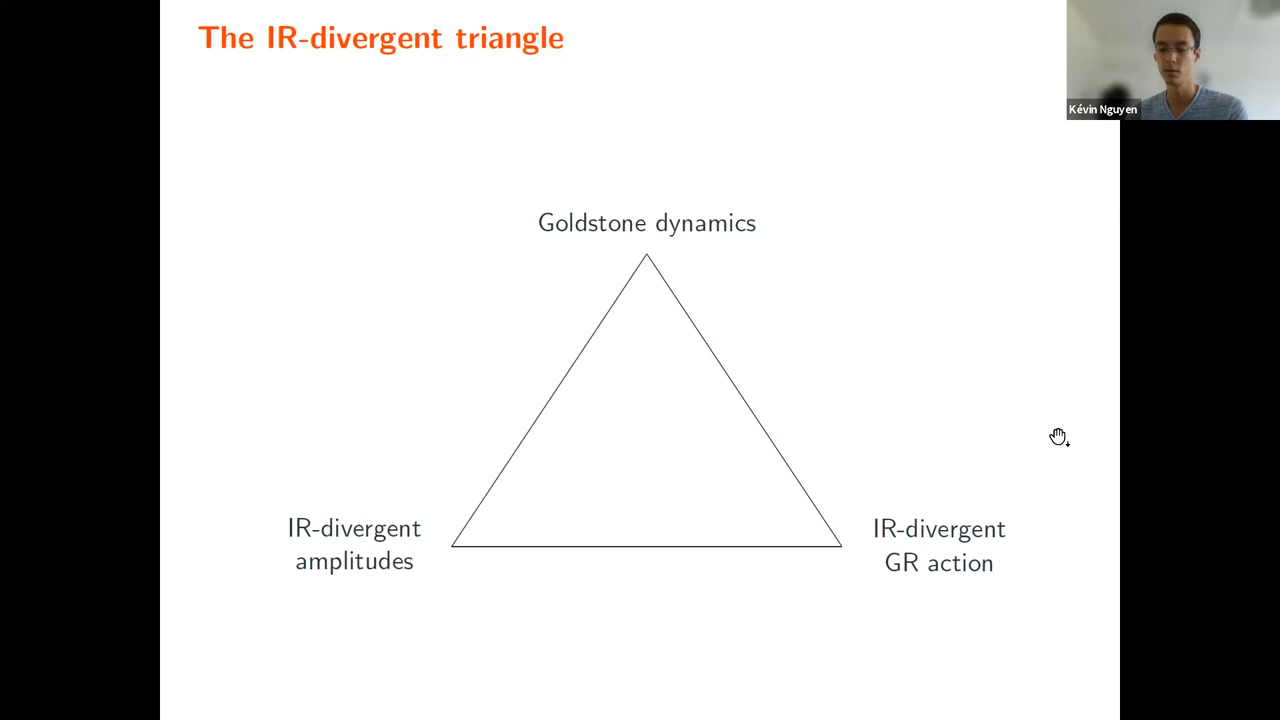 The IR-divergent triangle
Kévin Nguyen
Goldstone dynamics
IR-divergent
amplitudes
IR-divergent
GR action